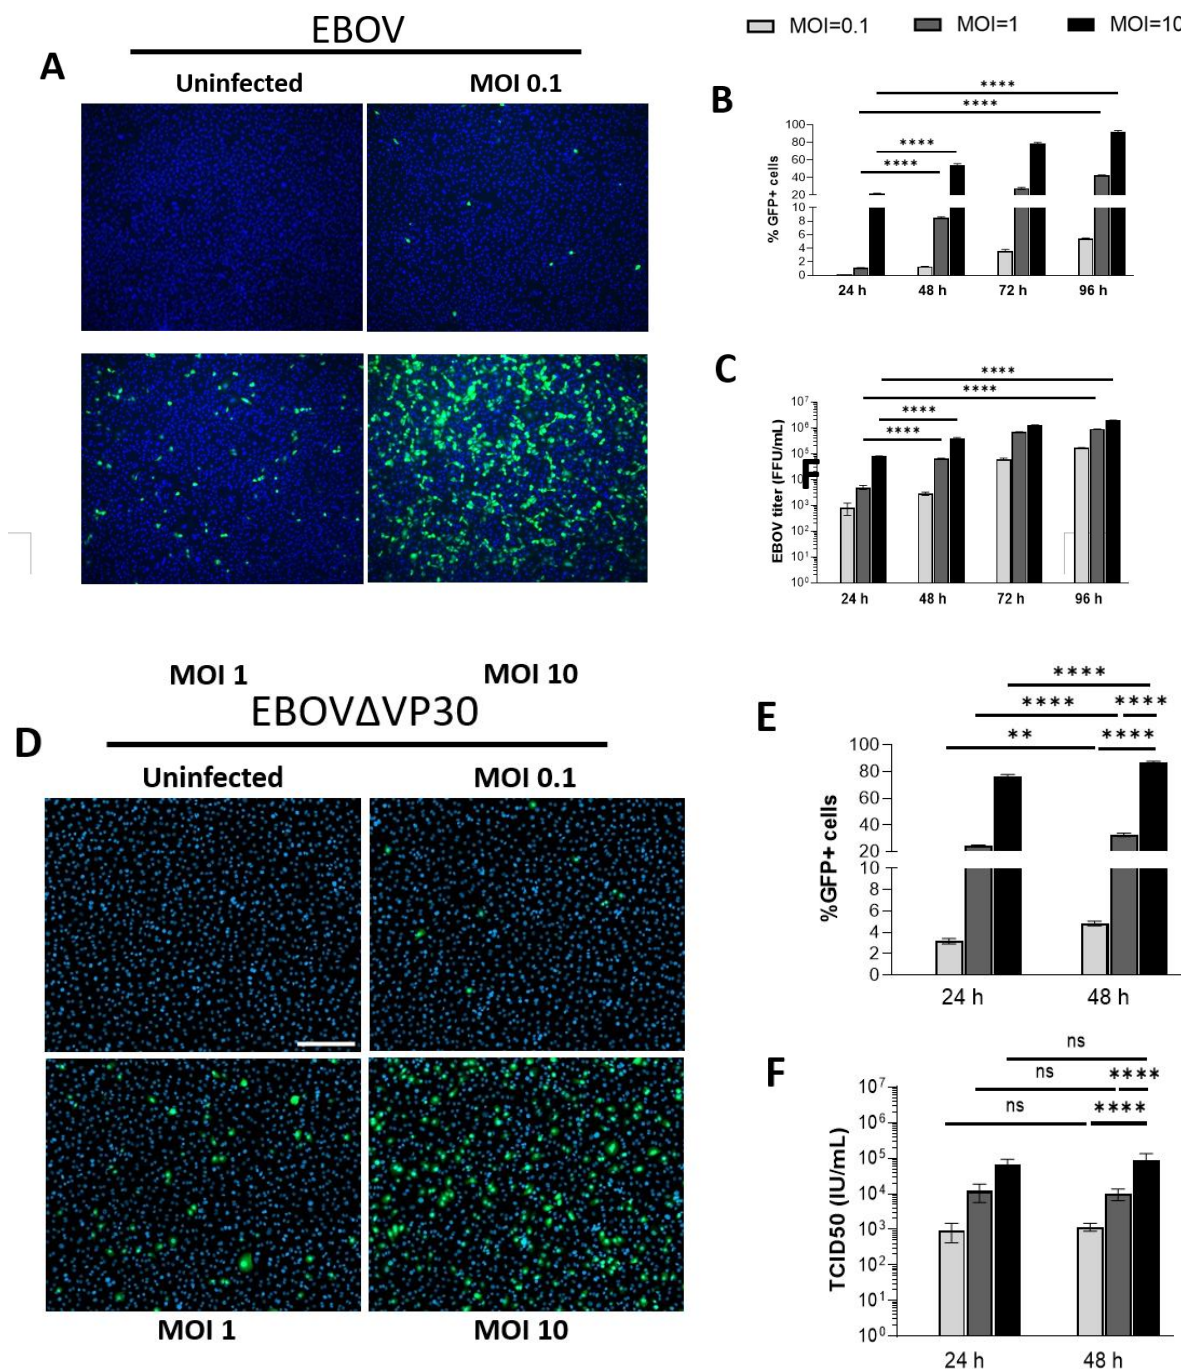 EBOV
MOI=0.1 MOI=1 MOI=10
A
Uninfected MOI 0.1
B
****
****
****
****
% GFP+ cells
100
80
60
40
20
10
8
6
4
2
0
24 h 48 h 72 h 96 h
C
****
****
****
****
EBOV titer (FFU/mL)
10⁷
10⁶
10⁵
10⁴
10³
10²
10¹
10⁰
F
24 h 48 h 72 h 96 h
MOI 1 MOI 10
EBOVΔVP30
D
Uninfected MOI 0.1
MOI 1 MOI 10
E
****
**** ****
** ****
%GFP+ cells
100
80
60
40
20
10
8
6
4
2
0
24 h 48 h
F
ns
ns ****
ns ****
TCID50 (IU/mL)
10⁷
10⁶
10⁵
10⁴
10³
10²
10¹
10⁰
24 h 48 h